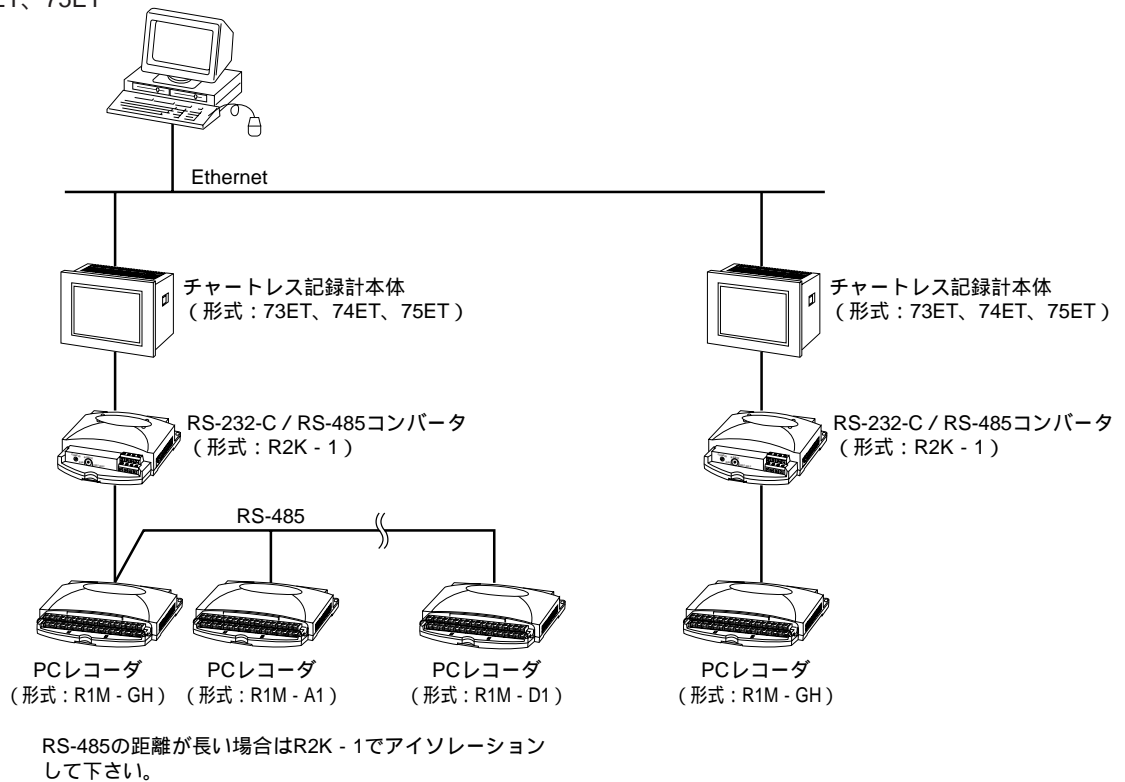 ET、75ET
Ethernet
チャートレス記録計本体
（形式：73ET、74ET、75ET）
チャートレス記録計本体
（形式：73ET、74ET、75ET）
RS-232-C / RS-485コンバータ
（形式：R2K - 1）
RS-232-C / RS-485コンバータ
（形式：R2K - 1）
RS-485
PCレコーダ
（形式：R1M - GH）
PCレコーダ
（形式：R1M - A1）
PCレコーダ
（形式：R1M - D1）
PCレコーダ
（形式：R1M - GH）
RS-485の距離が長い場合はR2K - 1でアイソレーション
して下さい。